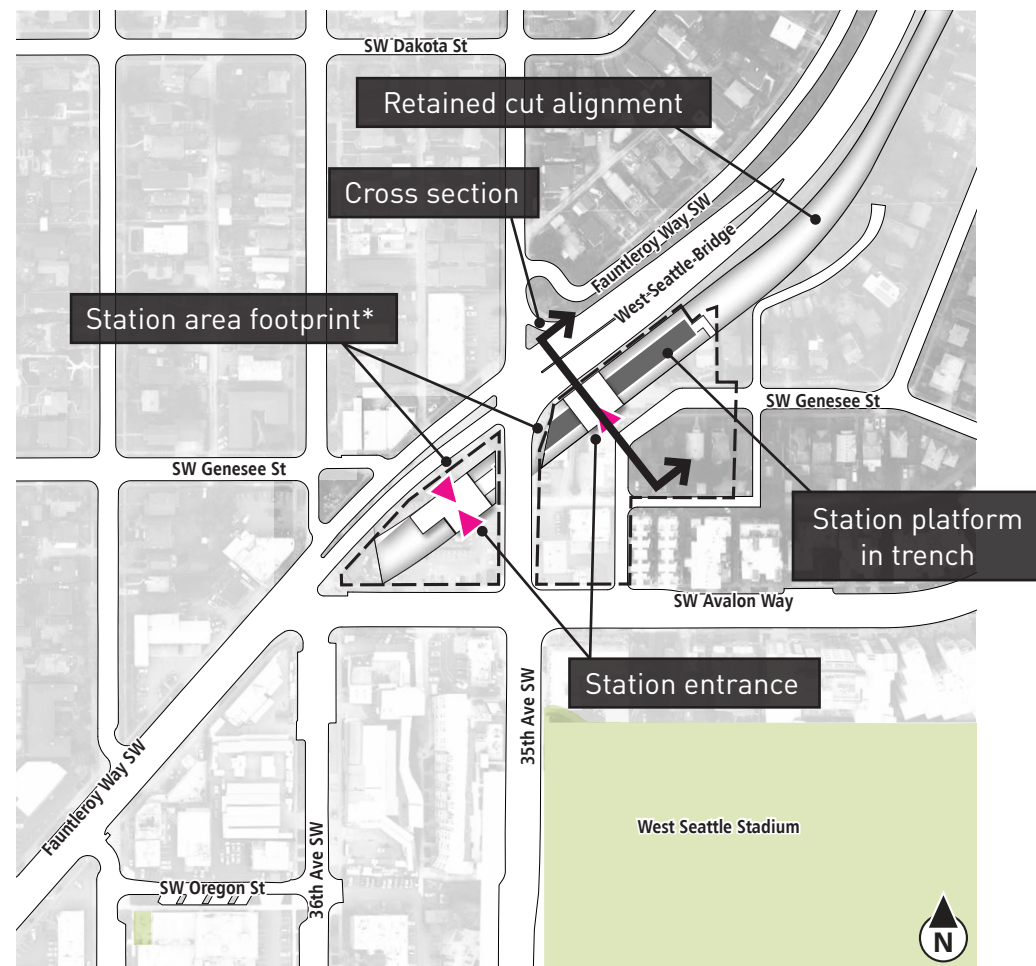 SW Dakota St
Retained cut alignment
Cross section
Fauntleroy Way SW
West-Seattle-Bridge
Station area footprint*
SW Genesee St
SW Genesee St
Station platform
in trench
SW Avalon Way
Station entrance
35th Ave SW
Fauntleroy Way SW
36th Ave SW
West Seattle Stadium
SW Oregon St
N